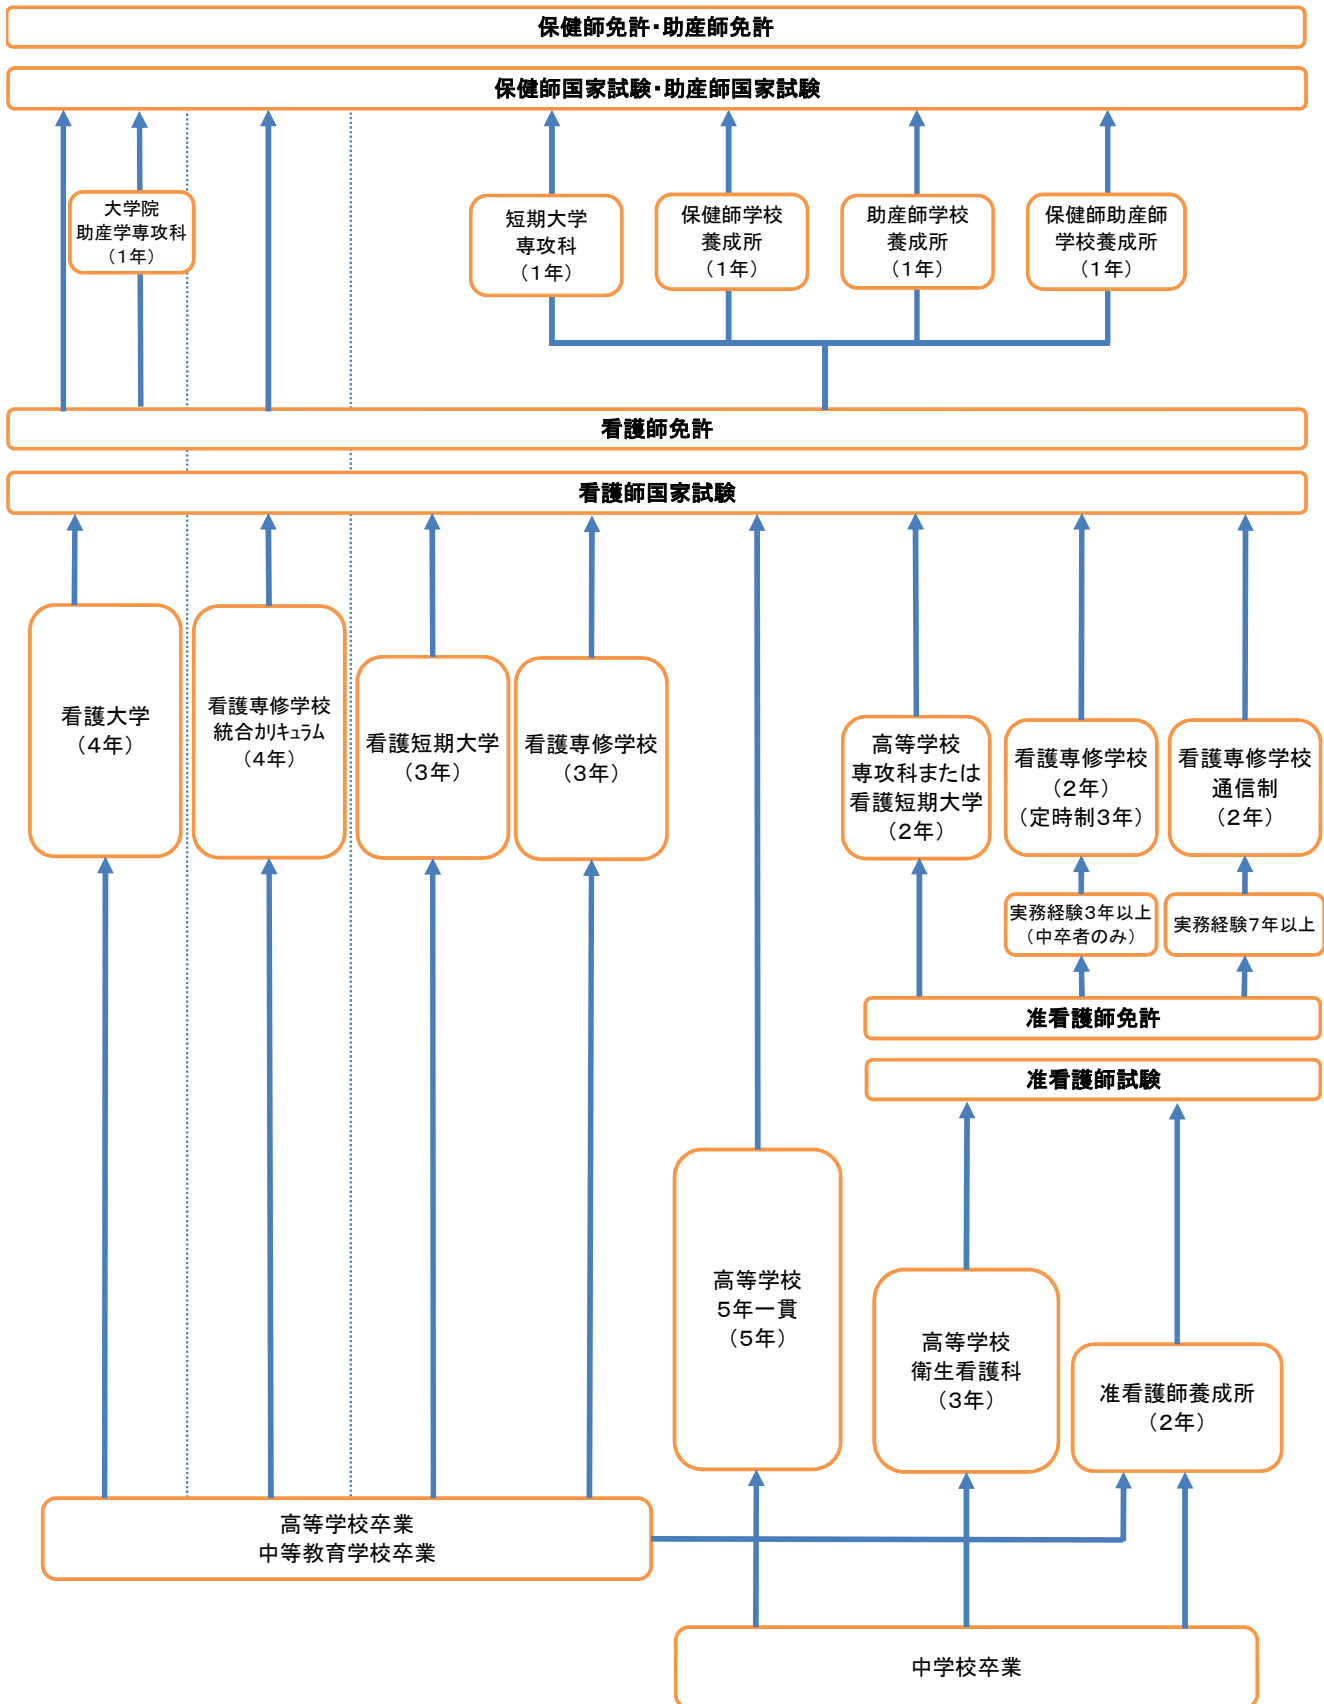 保健師免許・助産師免許
保健師国家試験・助産師国家試験
大学院
助産学専攻科
（1年）
短期大学
専攻科
（1年）
保健師学校
養成所
（1年）
助産師学校
養成所
（1年）
保健師助産師
学校養成所
（1年）
看護師免許
看護師国家試験
看護大学
（4年）
看護専修学校
統合カリキュラム
（4年）
看護短期大学
（3年）
看護専修学校
（3年）
高等学校
専攻科または
看護短期大学
（2年）
看護専修学校
（2年）
（定時制3年）
看護専修学校
通信制
（2年）
実務経験3年以上
（中卒者のみ）
実務経験7年以上
准看護師免許
准看護師試験
高等学校
5年一貫
（5年）
高等学校
衛生看護科
（3年）
准看護師養成所
（2年）
高等学校卒業
中等教育学校卒業
中学校卒業